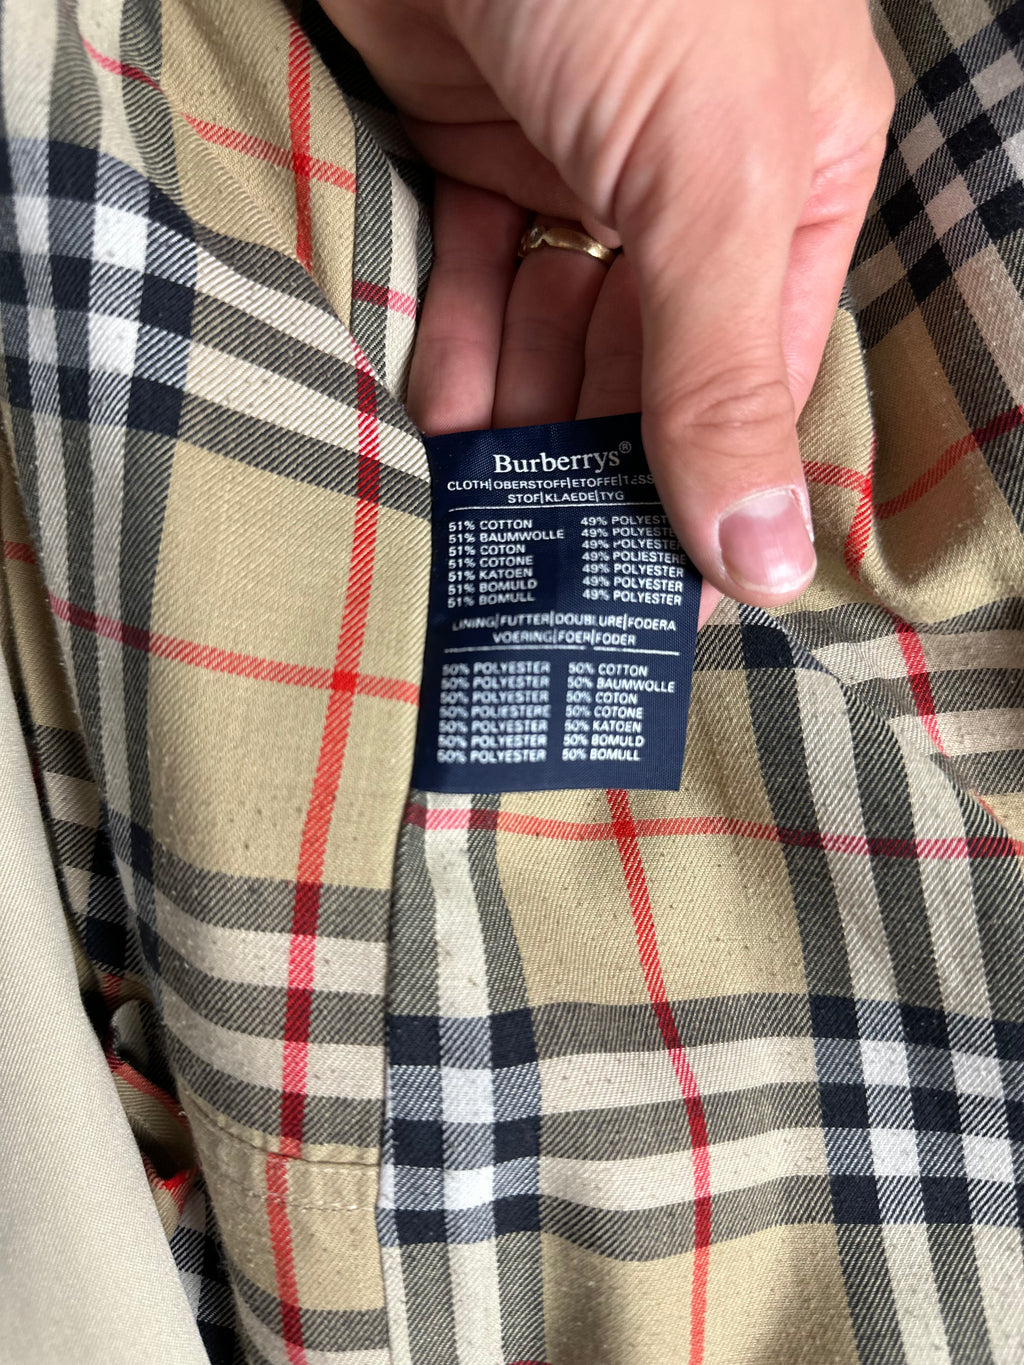 Burberrys®
CLOTH|OBERSTOFF|ETOFFE|
STOF|KLAEDE|TYG
51% COTTON 49%
51% BAUMWOLLE 49%
51% COTON 49% POLYESTER
51% COTONE 49% POLIESTERE
51% KATOEN 49% POLYESTER
51% BOMULD 49% POLYESTER
51% BOMULL 49% POLYESTER
LINING|FUTTER|DOUBLURE|FODERA
VOERING|FOER|FODER
50% POLYESTER 50% COTTON
50% POLYESTER 50% BAUMWOLLE
50% POLYESTER 50% COTON
50% POLIESTERE 50% COTONE
50% POLYESTER 50% KATOEN
50% POLYESTER 50% BOMULD
50% POLYESTER 50% BOMULL